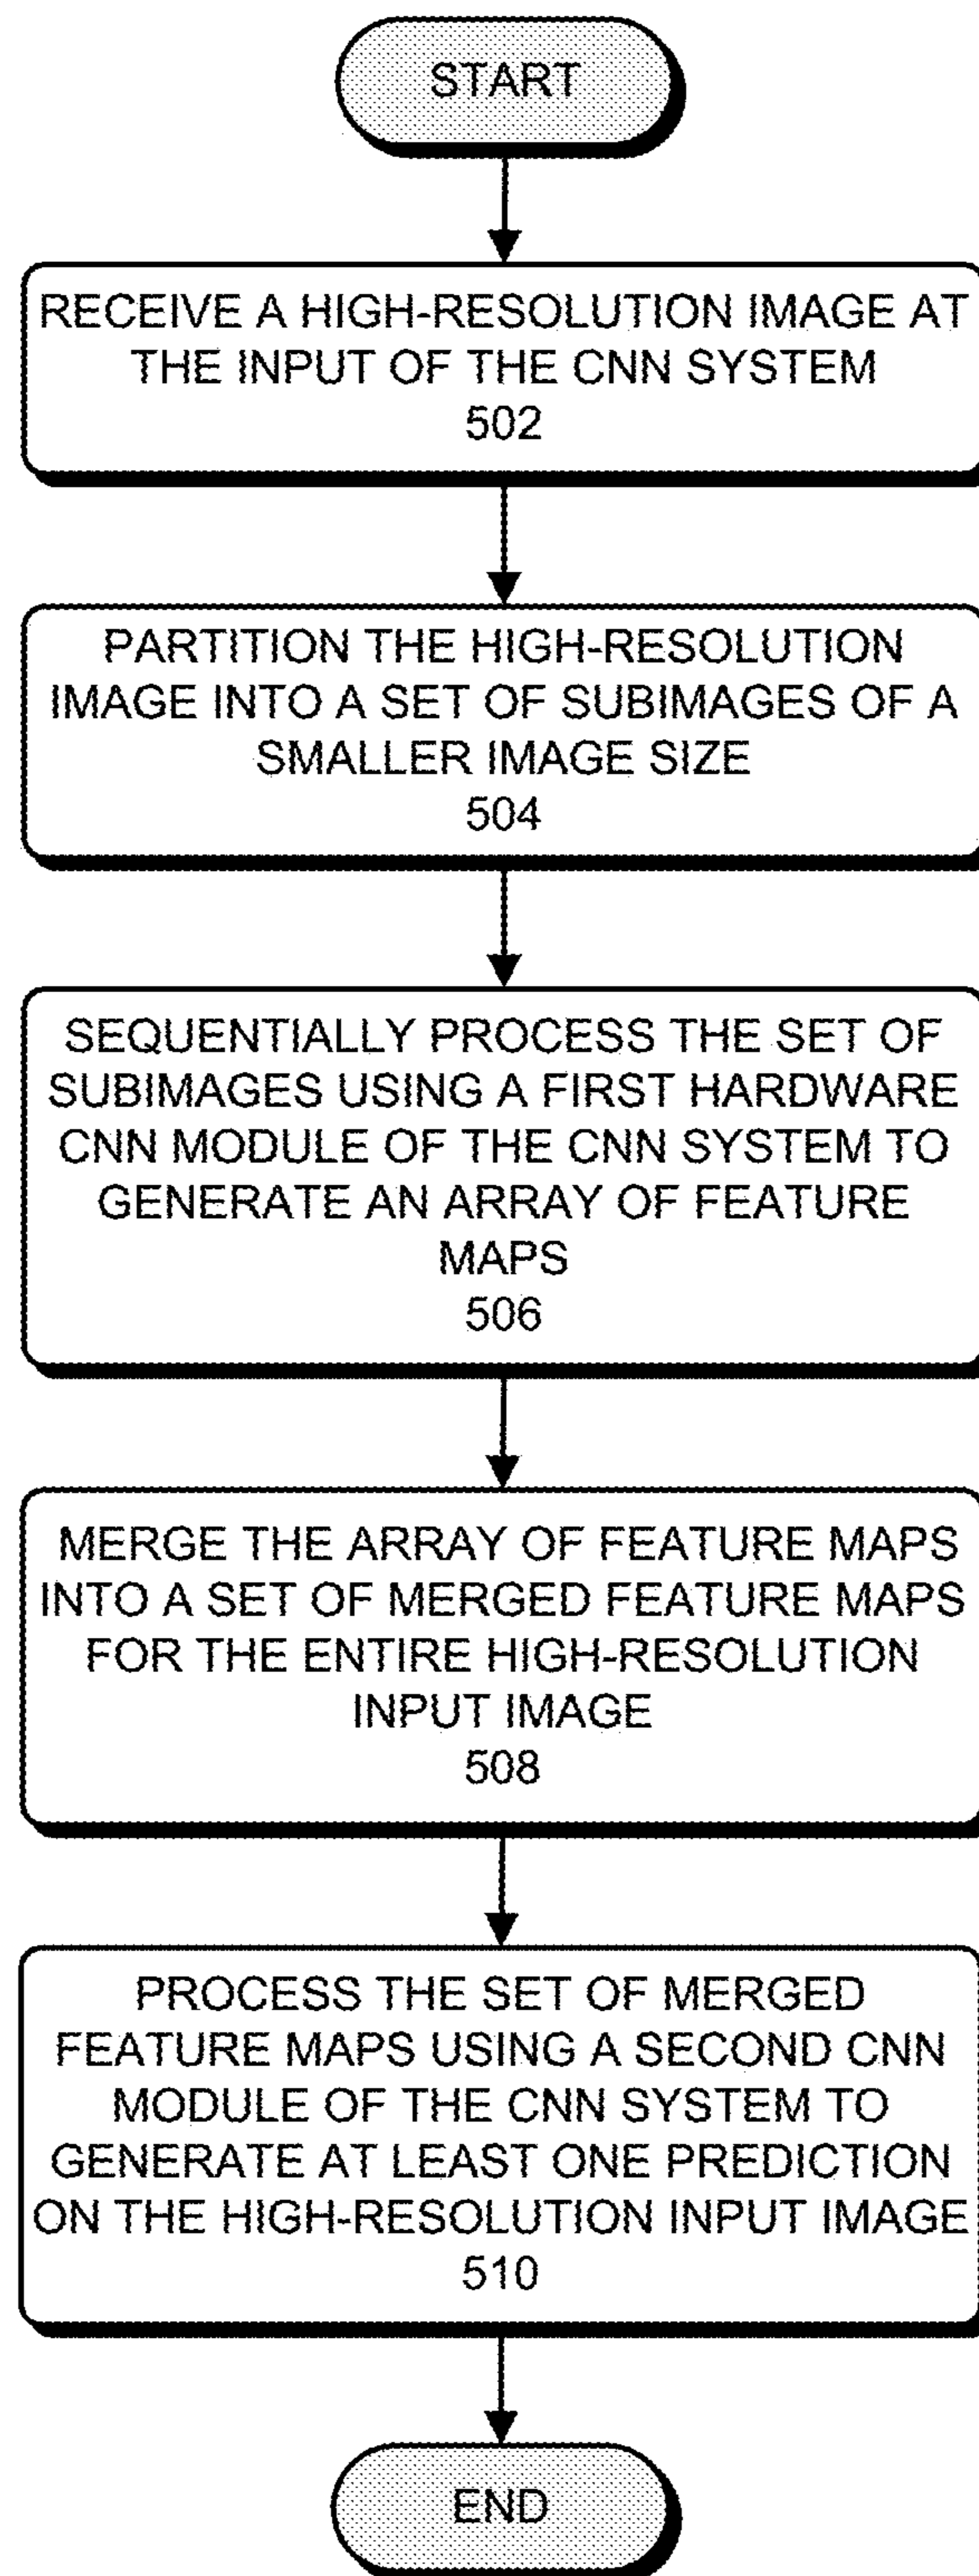 START
RECEIVE A HIGH-RESOLUTION IMAGE AT
THE INPUT OF THE CNN SYSTEM
502
PARTITION THE HIGH-RESOLUTION
IMAGE INTO A SET OF SUBIMAGES OF A
SMALLER IMAGE SIZE
504
SEQUENTIALLY PROCESS THE SET OF
SUBIMAGES USING A FIRST HARDWARE
CNN MODULE OF THE CNN SYSTEM TO
GENERATE AN ARRAY OF FEATURE
MAPS
506
MERGE THE ARRAY OF FEATURE MAPS
INTO A SET OF MERGED FEATURE MAPS
FOR THE ENTIRE HIGH-RESOLUTION
INPUT IMAGE
508
PROCESS THE SET OF MERGED
FEATURE MAPS USING A SECOND CNN
MODULE OF THE CNN SYSTEM TO
GENERATE AT LEAST ONE PREDICTION
ON THE HIGH-RESOLUTION INPUT IMAGE
510
END